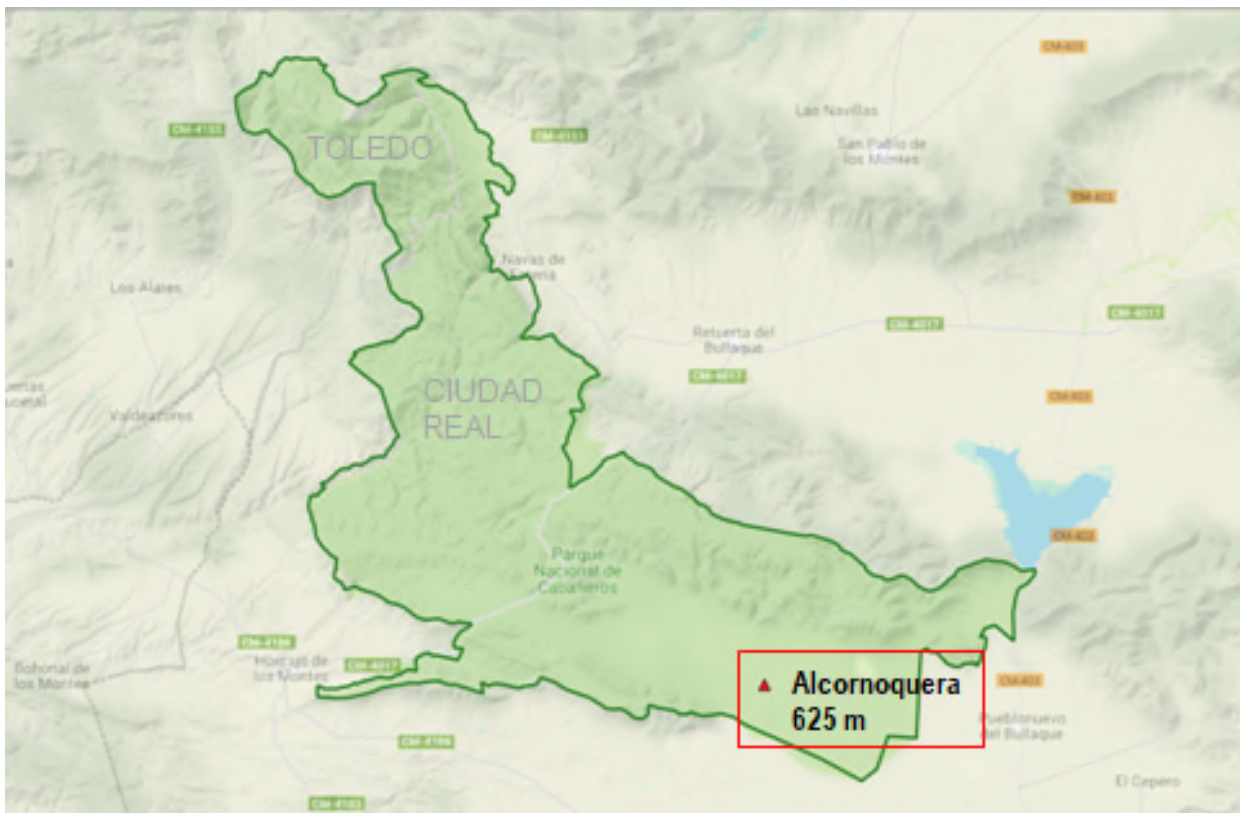 CM-403
Las Navillas
CM-4155
TOLEDO
CM-4153
San Pablo de
los Montes
CM-403
Navas de
Estena
Los Alares
CM-4017
CM-4017
Retuerta del
Bullaque
CM-4017
CIUDAD
REAL
CM-403
Valdeazores
CM-403
Parque
Nacional de
Cabañeros
CM-4106
Horcajo de
los Montes
CM-4017
Bohonal de
los Montes
Alcornoquera
625 m
CM-403
Pueblonuevo
del Bullaque
CM-4106
El Cepero
CM-4103